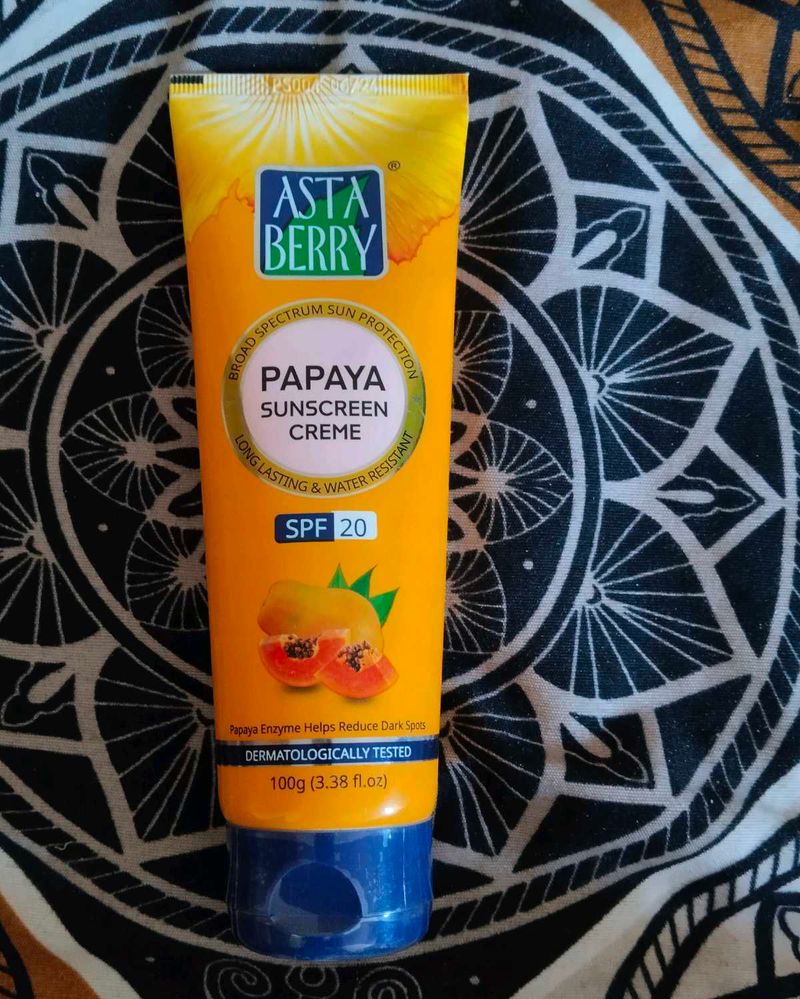 ASTA
BERRY
®
BROAD SPECTRUM SUN PROTECTION
PAPAYA
SUNSCREEN
CREME
LONG LASTING & WATER RESISTANT
SPF 20
Papaya Enzyme Helps Reduce Dark Spots
DERMATOLOGICALLY TESTED
100g (3.38 fl.oz)